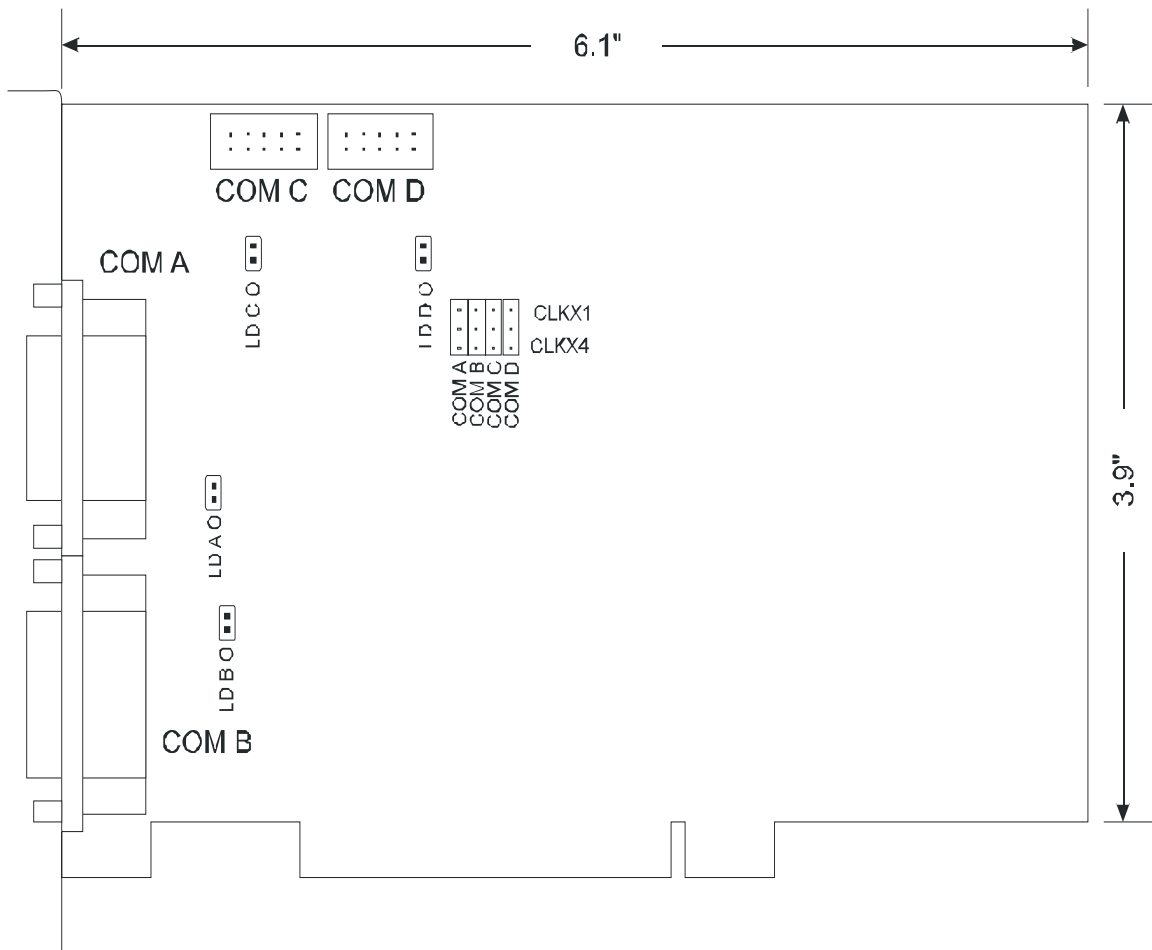 6.1"
COM C
COM D
COM A
LDCO
LDDO
CLKX1
CLKX4
COM A
COM B
COM C
COM D
3.9"
LDAO
LDBO
COM B